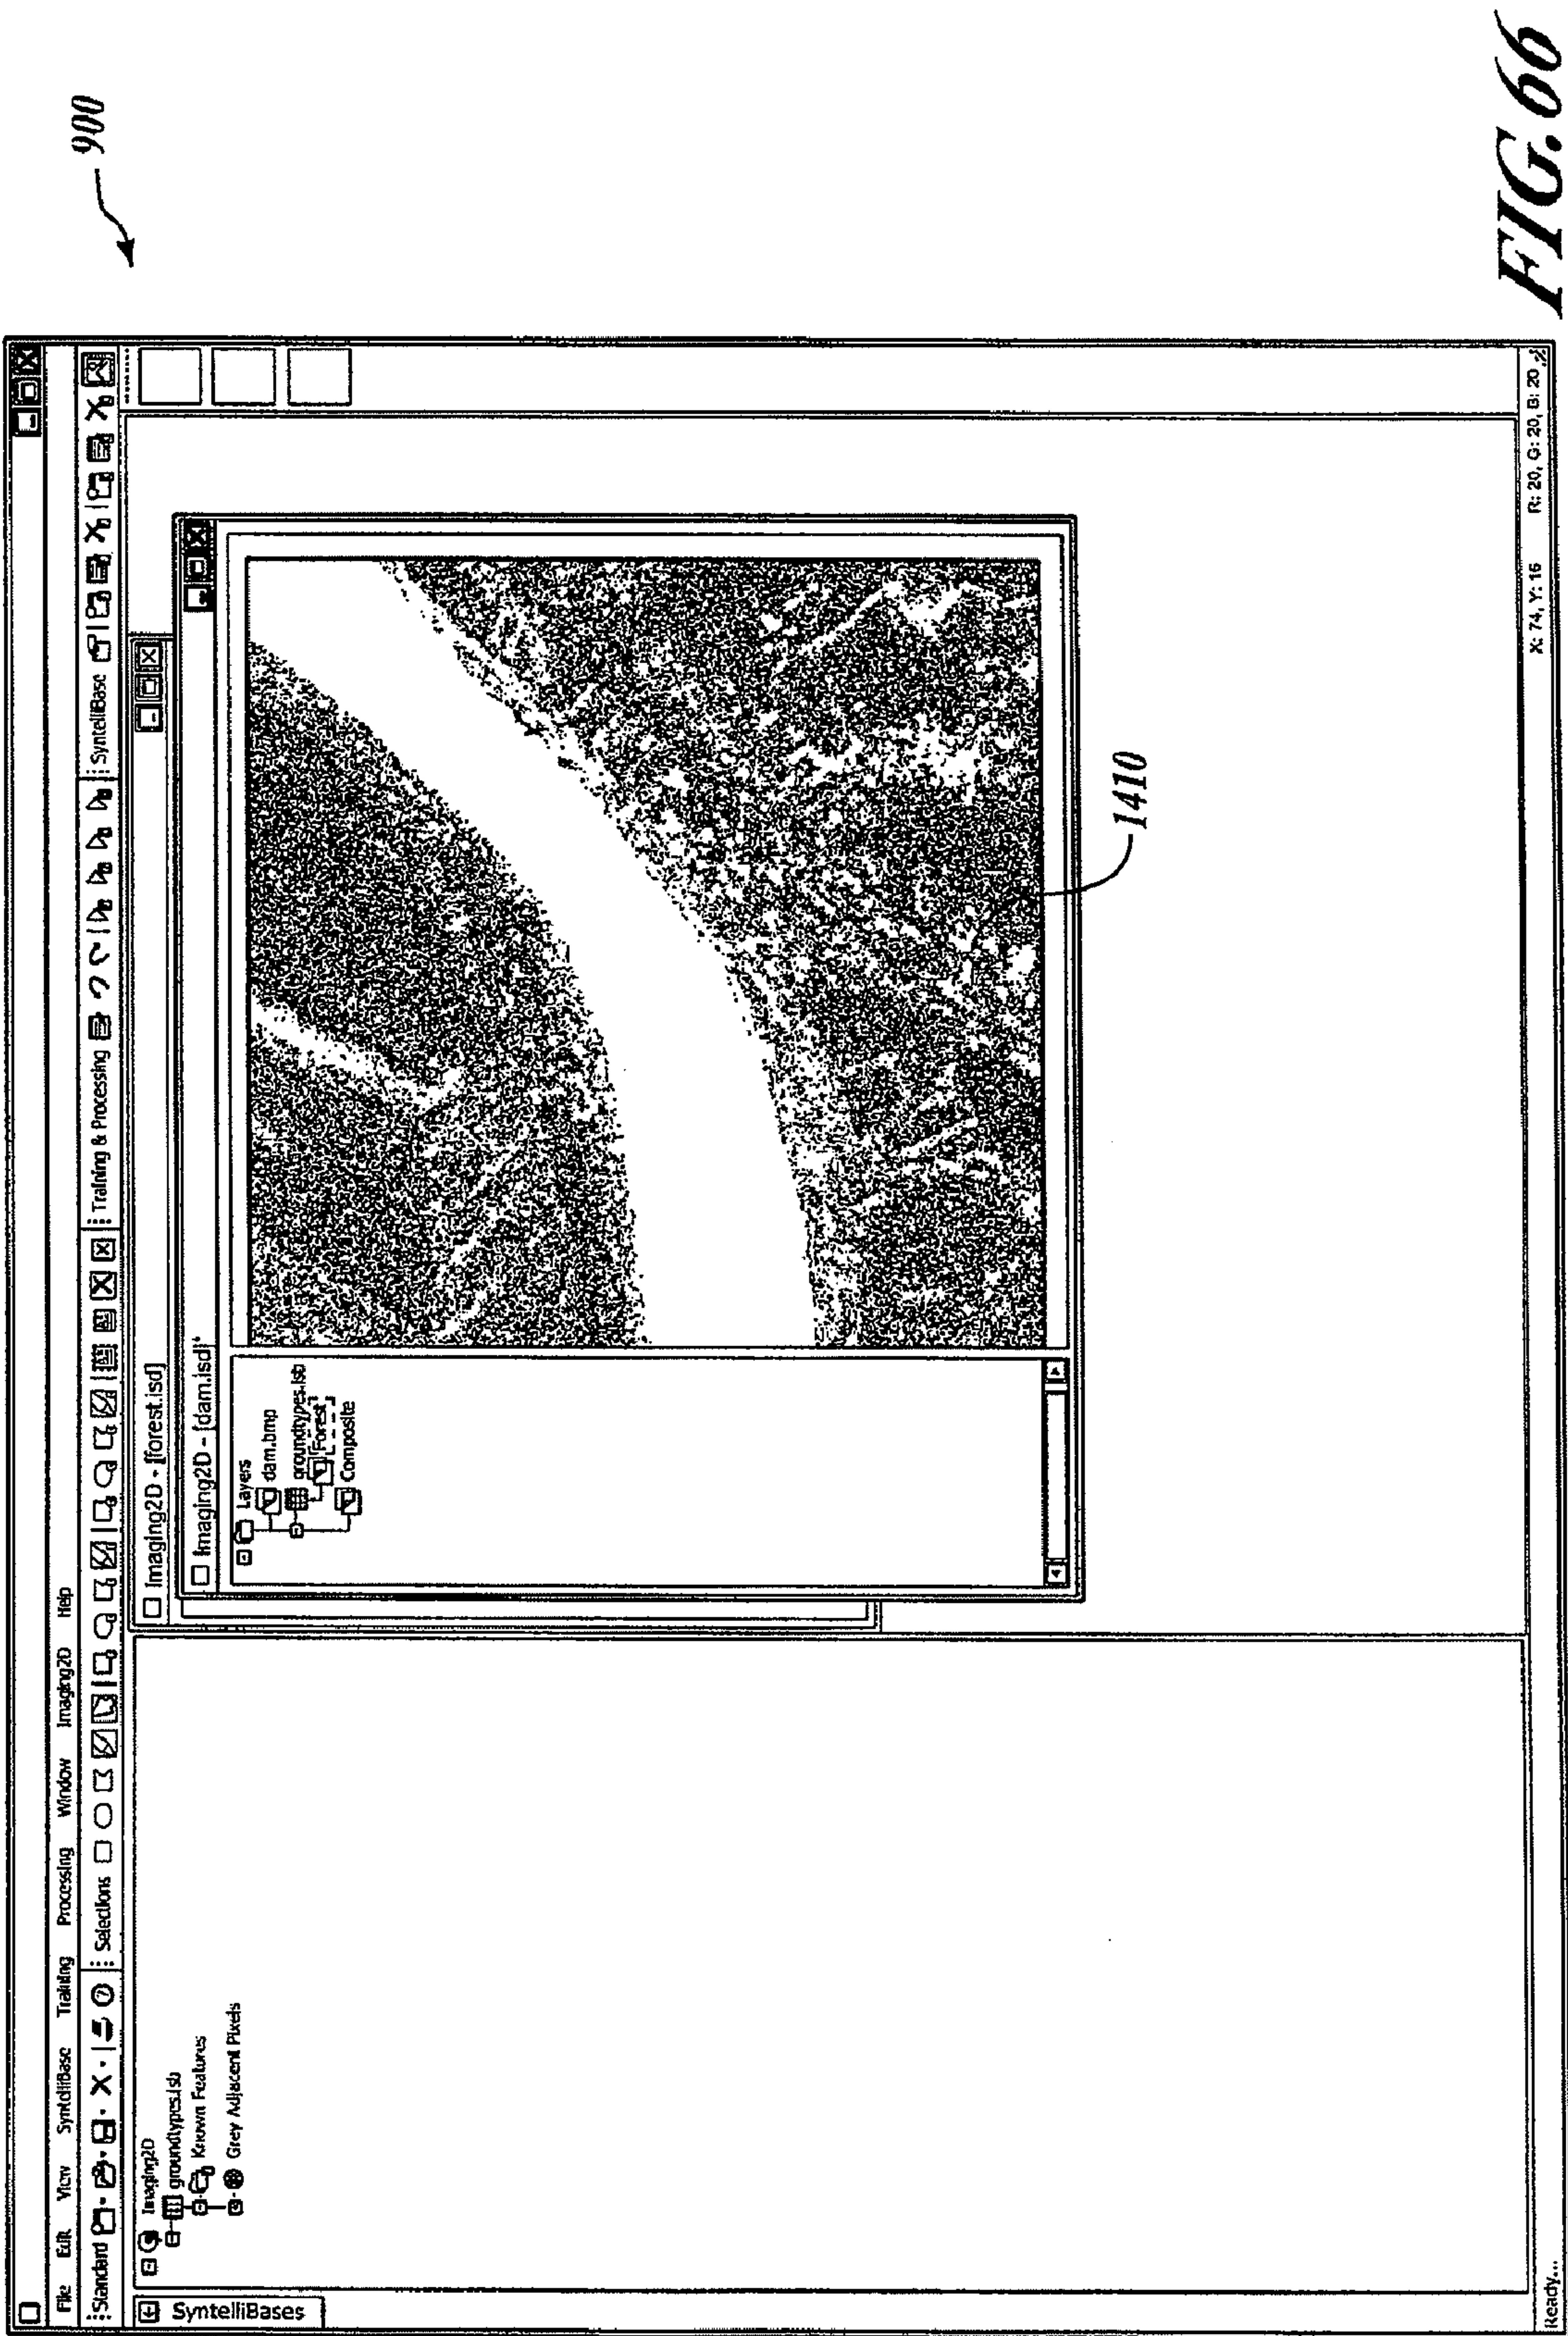 900
File Edit View SyntelliBase Training Processing Window Imaging2D Help
Standard Selections Training & Processing SyntelliBase
SyntelliBases
Imaging2D
groundtypes.isb
Known Features
Grey Adjacent Pixels
Imaging2D - [forest.isd]
Imaging2D - [dam.isd]*
Layers
dam.bmp
groundtypes.isb
Forest
Composite
1410
Ready...
X: 74, Y: 16 R: 20, G: 20, B: 20
FIG. 66